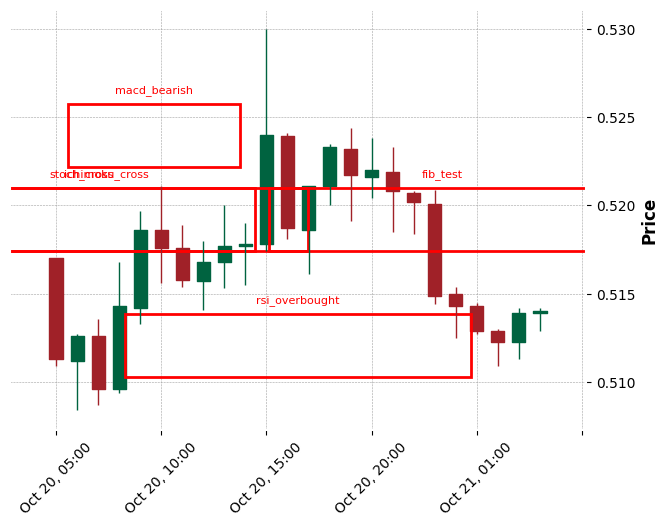 0.530
macd_bearish
0.525
fib_test
0.520
Price
0.515
rsi_overbought
0.510
Oct 20, 05:00
Oct 20, 10:00
Oct 20, 15:00
Oct 20, 20:00
Oct 21, 01:00